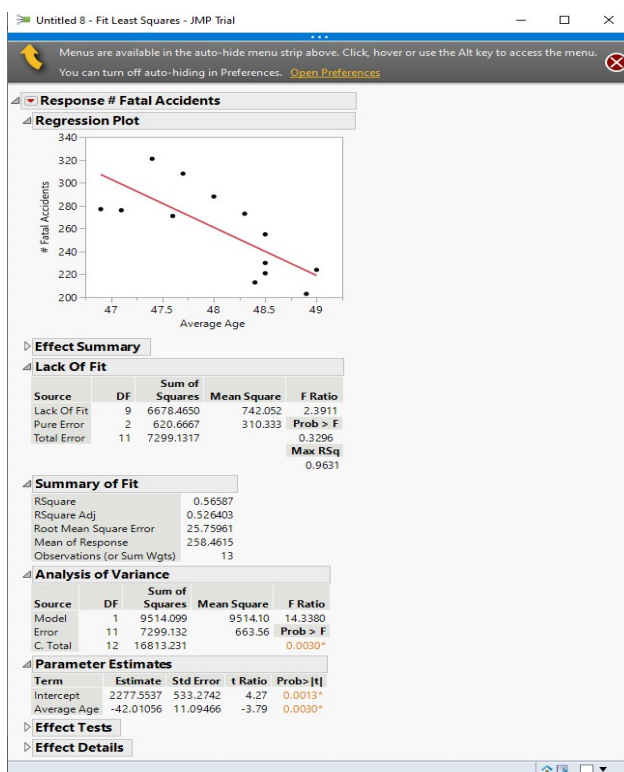 Untitled 8 - Fit Least Squares - JMP Trial
Menus are available in the auto-hide menu strip above. Click, hover or use the Alt key to access the menu.
You can turn off auto-hiding in Preferences. Open Preferences
Response # Fatal Accidents
Regression Plot
340
320
300
280
260
240
220
200
# Fatal Accidents
47 47.5 48 48.5 49
Average Age
Effect Summary
Lack Of Fit
Sum of
Source DF Squares Mean Square F Ratio
Lack Of Fit 9 6678.4650 742.052 2.3911
Pure Error 2 620.6667 310.333 Prob > F
Total Error 11 7299.1317 0.3296
Max RSq
0.9631
Summary of Fit
RSquare 0.56587
RSquare Adj 0.526403
Root Mean Square Error 25.75961
Mean of Response 258.4615
Observations (or Sum Wgts) 13
Analysis of Variance
Sum of
Source DF Squares Mean Square F Ratio
Model 1 9514.099 9514.10 14.3380
Error 11 7299.132 663.56 Prob > F
C. Total 12 16813.231 0.0030*
Parameter Estimates
Term Estimate Std Error t Ratio Prob>|t|
Intercept 2277.5537 533.2742 4.27 0.0013*
Average Age -42.01056 11.09466 -3.79 0.0030*
Effect Tests
Effect Details